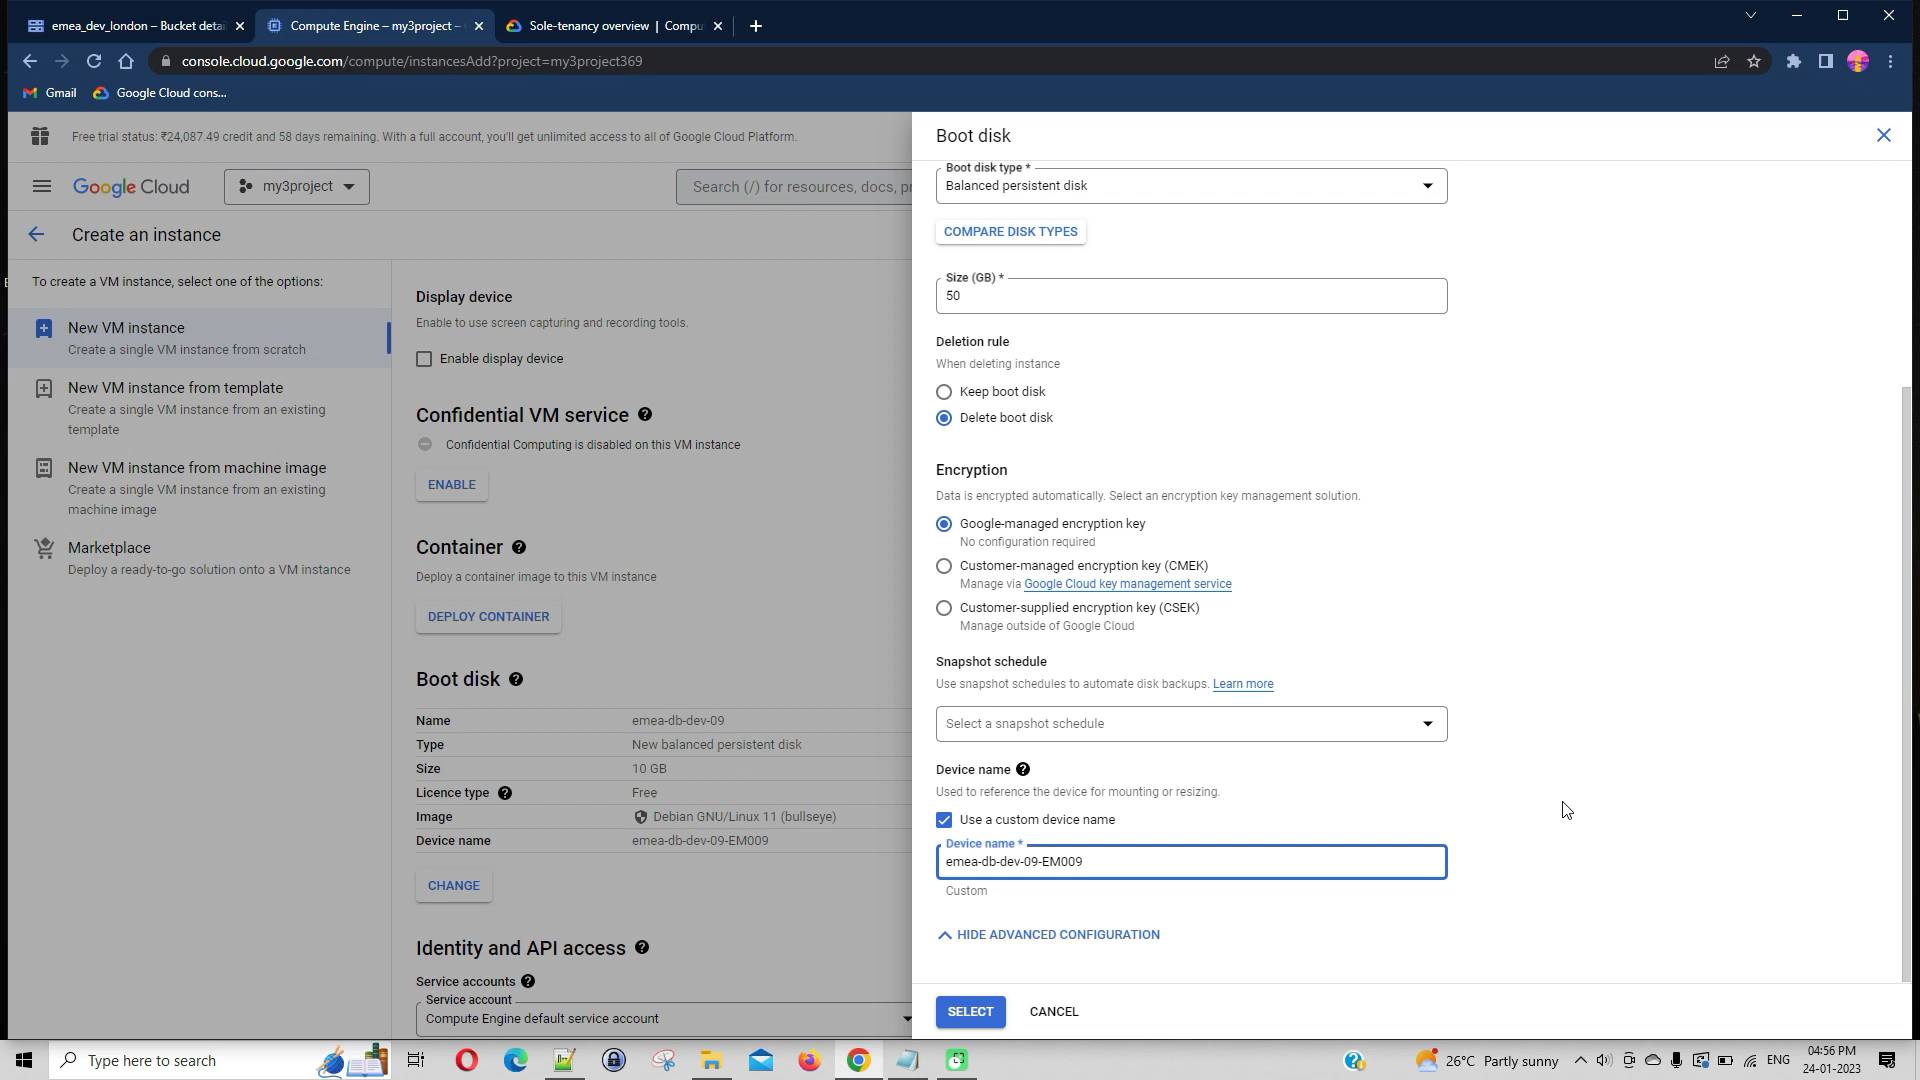 emea_dev_london – Bucket detai
Compute Engine – my3project –
Sole-tenancy overview | Compu
console.cloud.google.com/compute/instancesAdd?project=my3project369
Gmail
Google Cloud cons...
Free trial status: ₹24,087.49 credit and 58 days remaining. With a full account, you'll get unlimited access to all of Google Cloud Platform.
Google Cloud
my3project
Search (/) for resources, docs, pr
Create an instance
To create a VM instance, select one of the options:
New VM instance
Create a single VM instance from scratch
New VM instance from template
Create a single VM instance from an existing
template
New VM instance from machine image
Create a single VM instance from an existing
machine image
Marketplace
Deploy a ready-to-go solution onto a VM instance
Display device
Enable to use screen capturing and recording tools.
Enable display device
Confidential VM service
Confidential Computing is disabled on this VM instance
ENABLE
Container
Deploy a container image to this VM instance
DEPLOY CONTAINER
Boot disk
Name emea-db-dev-09
Type New balanced persistent disk
Size 10 GB
Licence type Free
Image Debian GNU/Linux 11 (bullseye)
Device name emea-db-dev-09-EM009
CHANGE
Identity and API access
Service accounts
Service account
Compute Engine default service account
Boot disk
Boot disk type *
Balanced persistent disk
COMPARE DISK TYPES
Size (GB) *
50
Deletion rule
When deleting instance
Keep boot disk
Delete boot disk
Encryption
Data is encrypted automatically. Select an encryption key management solution.
Google-managed encryption key
No configuration required
Customer-managed encryption key (CMEK)
Manage via Google Cloud key management service
Customer-supplied encryption key (CSEK)
Manage outside of Google Cloud
Snapshot schedule
Use snapshot schedules to automate disk backups. Learn more
Select a snapshot schedule
Device name
Used to reference the device for mounting or resizing.
Use a custom device name
Device name *
emea-db-dev-09-EM009
Custom
HIDE ADVANCED CONFIGURATION
SELECT
CANCEL
Type here to search
26°C Partly sunny
ENG
04:56 PM
24-01-2023